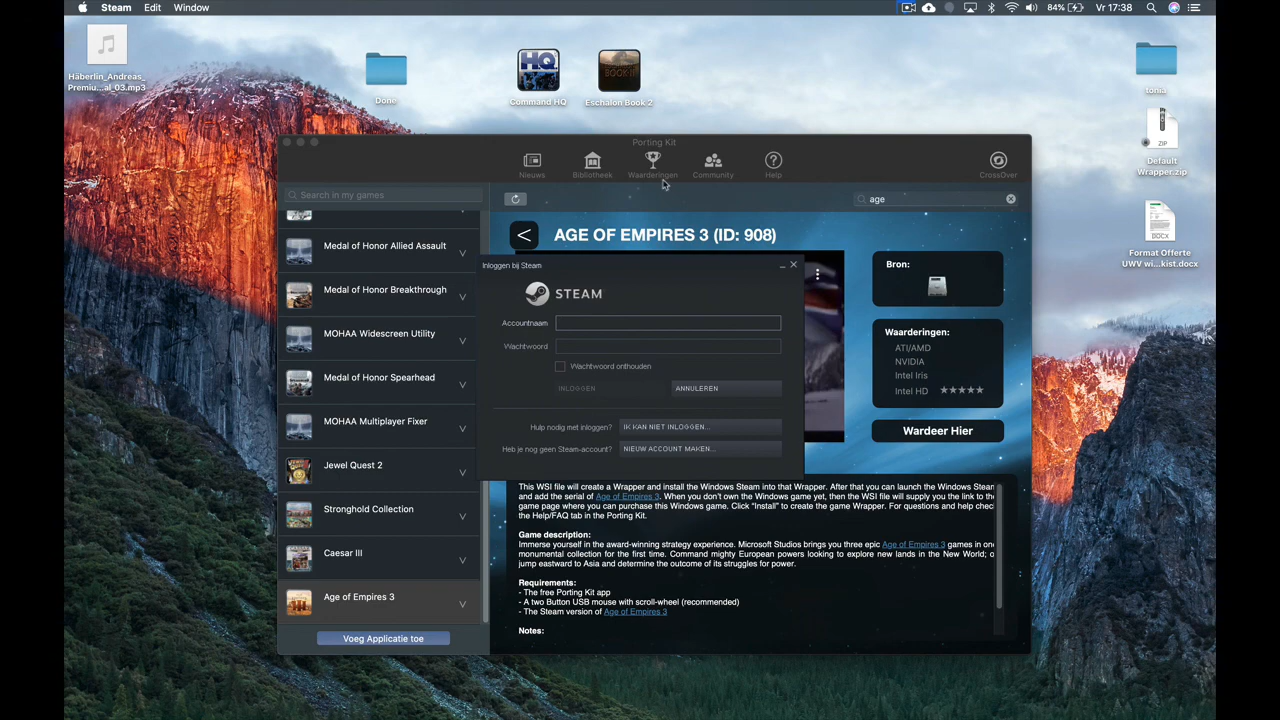 Steam Edit Window
84% Vr 17:38
Häberlin_Andreas_
Premiu...al_03.mp3
Done
Command HQ
Eschalon Book 2
tonia
ZIP
Default
Wrapper.zip
DOCX
Format Offerte
UWV wi...kist.docx
Porting Kit
Nieuws
Bibliotheek
Waarderingen
Community
Help
CrossOver
Search in my games
age
Medal of Honor Allied Assault
Medal of Honor Breakthrough
MOHAA Widescreen Utility
Medal of Honor Spearhead
MOHAA Multiplayer Fixer
Jewel Quest 2
Stronghold Collection
Caesar III
Age of Empires 3
Voeg Applicatie toe
< AGE OF EMPIRES 3 (ID: 908)
Inloggen bij Steam
STEAM
Accountnaam
Wachtwoord
Wachtwoord onthouden
INLOGGEN
ANNULEREN
Hulp nodig met inloggen?
IK KAN NIET INLOGGEN...
Heb je nog geen Steam-account?
NIEUW ACCOUNT MAKEN...
Bron:
Waarderingen:
ATI/AMD
NVIDIA
Intel Iris
Intel HD ★★★★★
Wardeer Hier
This WSI file will create a Wrapper and install the Windows Steam into that Wrapper. After that you can launch the Windows Steam
and add the serial of Age of Empires 3. When you don't own the Windows game yet, then the WSI file will supply you the link to the
game page where you can purchase this Windows game. Click "Install" to create the game Wrapper. For questions and help chec
the Help/FAQ tab in the Porting Kit.
Game description:
Immerse yourself in the award-winning strategy experience. Microsoft Studios brings you three epic Age of Empires 3 games in one
monumental collection for the first time. Command mighty European powers looking to explore new lands in the New World; o
jump eastward to Asia and determine the outcome of its struggles for power.
Requirements:
- The free Porting Kit app
- A two Button USB mouse with scroll-wheel (recommended)
- The Steam version of Age of Empires 3
Notes: